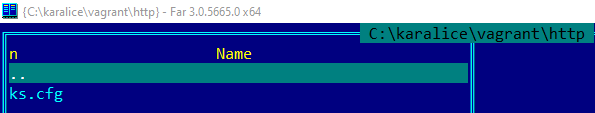 {C:\karalice\vagrant\http} - Far 3.0.5665.0 x64
C:\karalice\vagrant\http
n Name
..
ks.cfg